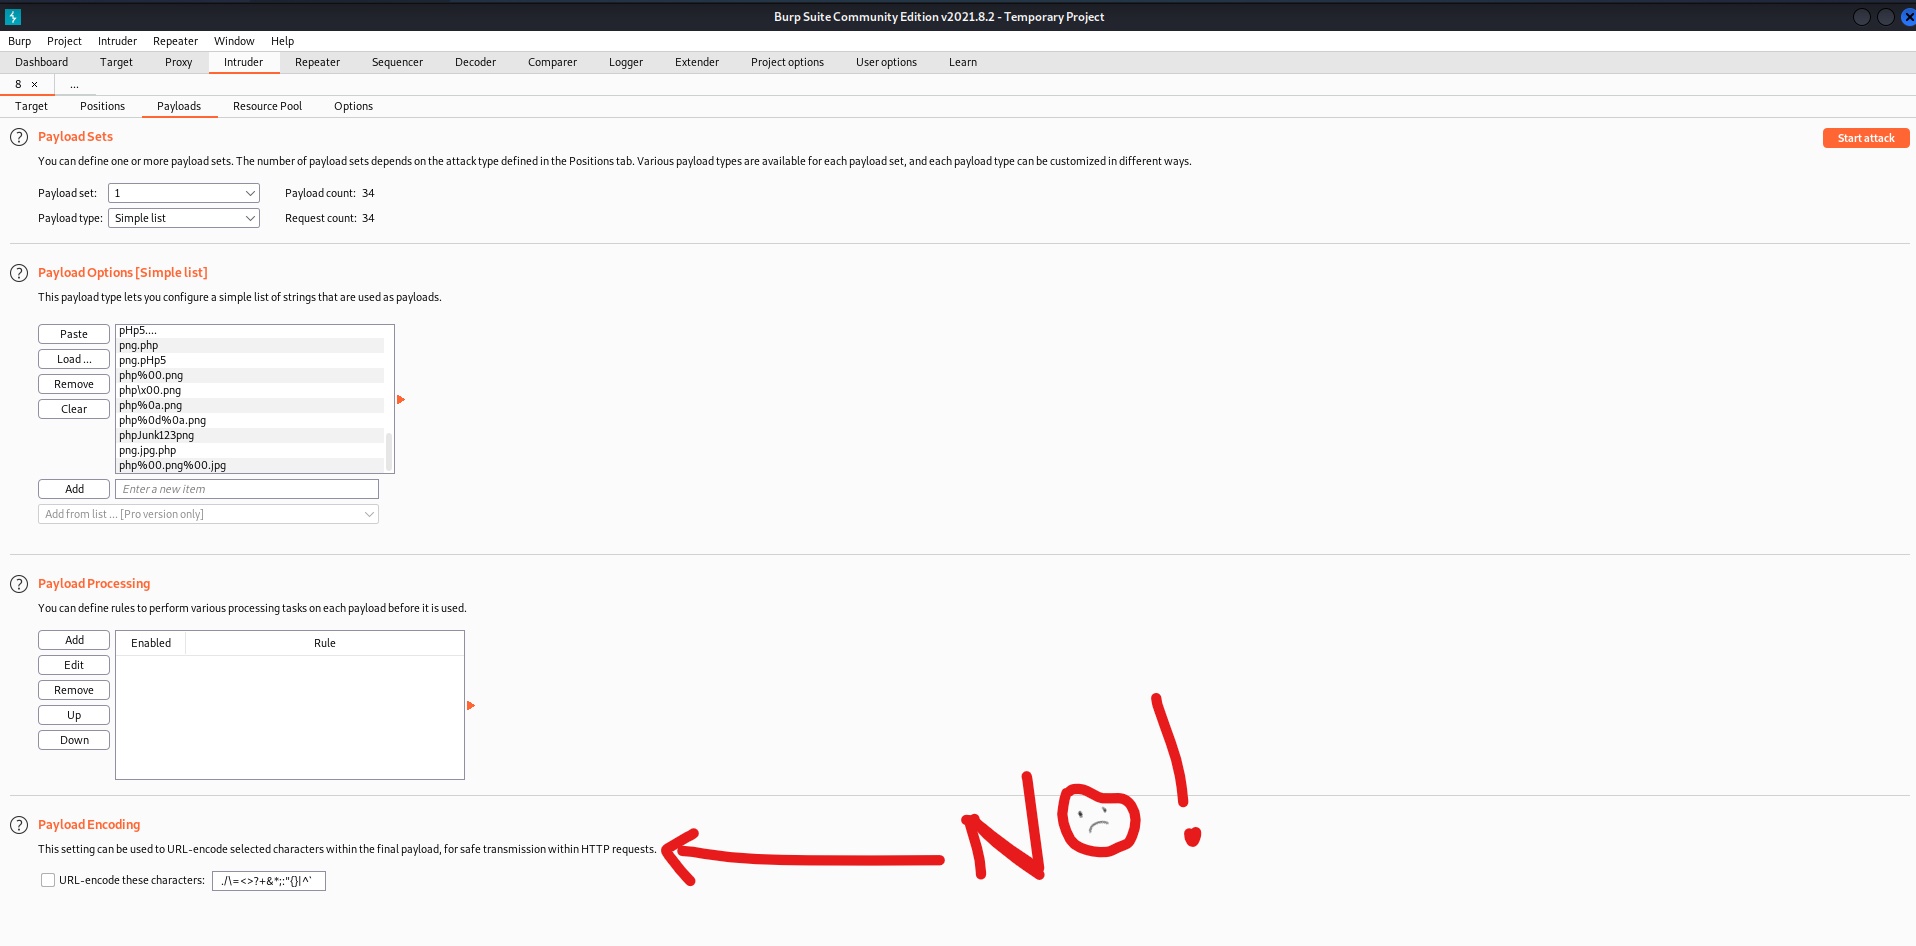 Burp Suite Community Edition v2021.8.2 - Temporary Project
Burp Project Intruder Repeater Window Help
Dashboard Target Proxy Intruder Repeater Sequencer Decoder Comparer Logger Extender Project options User options Learn
8 × ...
Target Positions Payloads Resource Pool Options
? Payload Sets
Start attack
You can define one or more payload sets. The number of payload sets depends on the attack type defined in the Positions tab. Various payload types are available for each payload set, and each payload type can be customized in different ways.
Payload set: 1 Payload count: 34
Payload type: Simple list Request count: 34
? Payload Options [Simple list]
This payload type lets you configure a simple list of strings that are used as payloads.
Paste
Load ...
Remove
Clear
pHp5....
png.php
png.pHp5
php%00.png
php\x00.png
php%0a.png
php%0d%0a.png
phpJunk123png
png.jpg.php
php%00.png%00.jpg
Add Enter a new item
Add from list ... [Pro version only]
? Payload Processing
You can define rules to perform various processing tasks on each payload before it is used.
Add
Edit
Remove
Up
Down
Enabled Rule
NO!
? Payload Encoding
This setting can be used to URL-encode selected characters within the final payload, for safe transmission within HTTP requests.
URL-encode these characters: ./\=<>?+&*;:"{}|^`